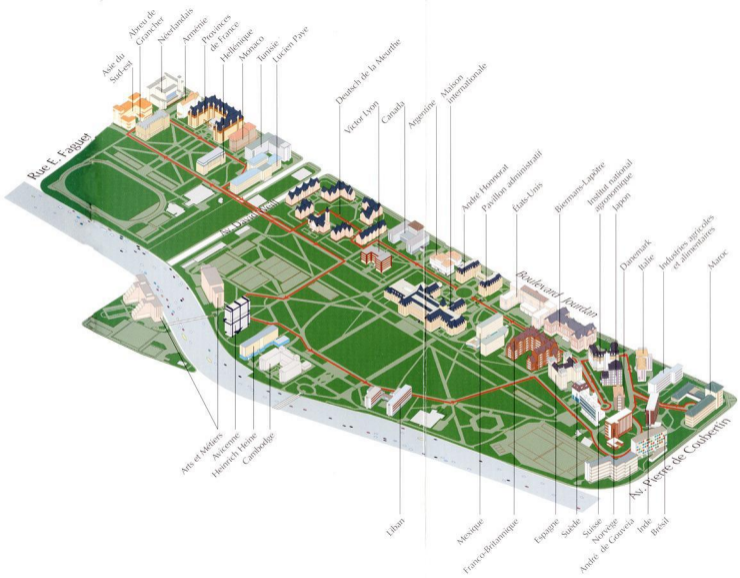 Asie du
Sud-est
Abreu de
Grancher
Néerlandais
Arménie
Provinces
de France
Hellénique
Monaco
Tunisie
Lucien Paye
Deutsch de la Meurthe
Victor Lyon
Canada
Argentine
Maison
internationale
André Honnorat
Pavillon administratif
États-Unis
Biermans-Lapôtre
Institut national
agronomique
Japon
Danemark
Italie
Industries agricoles
et alimentaires
Maroc
Rue E. Faguet
Boulevard Jourdan
Av. Pierre de Coubertin
Arts et Métiers
Avicenne
Heinrich Heine
Cambodge
Liban
Mexique
Franco-Britannique
Espagne
Suède
Suisse
Norvège
André de Gouveia
Inde
Brésil